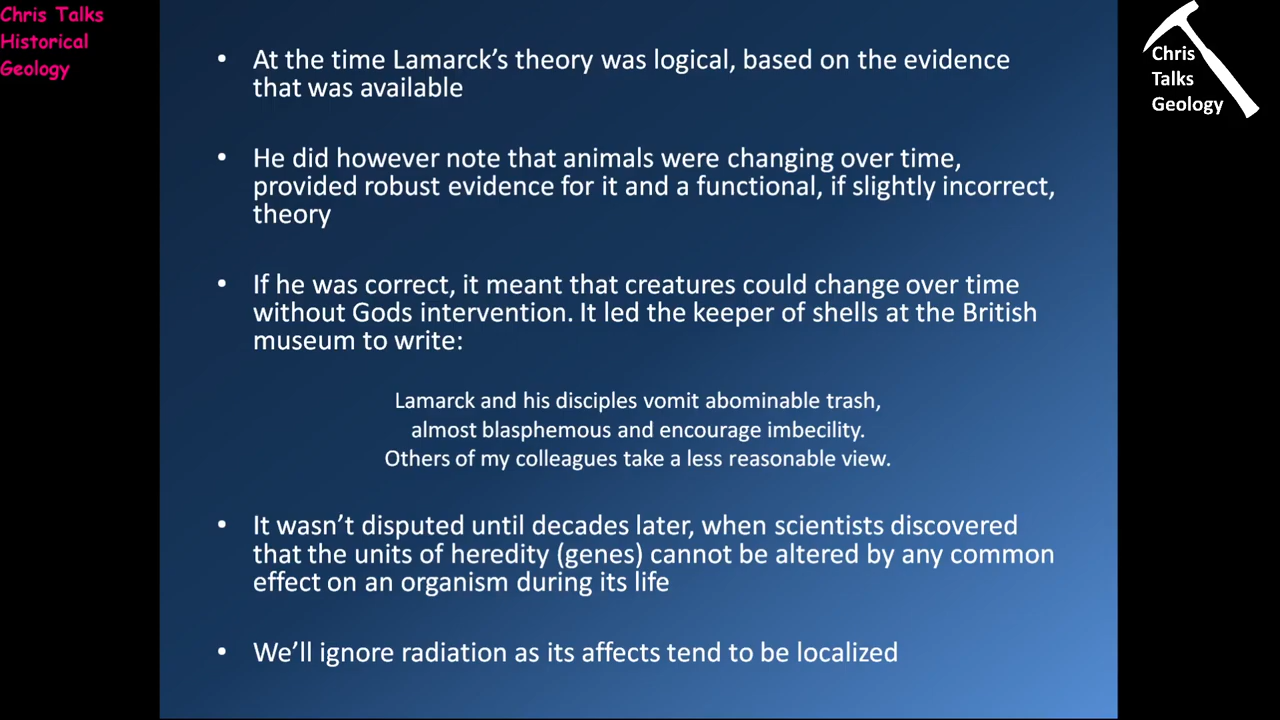 Chris Talks
Historical
Geology
Chris
Talks
Geology
• At the time Lamarck’s theory was logical, based on the evidence
that was available
• He did however note that animals were changing over time,
provided robust evidence for it and a functional, if slightly incorrect,
theory
• If he was correct, it meant that creatures could change over time
without Gods intervention. It led the keeper of shells at the British
museum to write:
Lamarck and his disciples vomit abominable trash,
almost blasphemous and encourage imbecility.
Others of my colleagues take a less reasonable view.
• It wasn’t disputed until decades later, when scientists discovered
that the units of heredity (genes) cannot be altered by any common
effect on an organism during its life
• We’ll ignore radiation as its affects tend to be localized